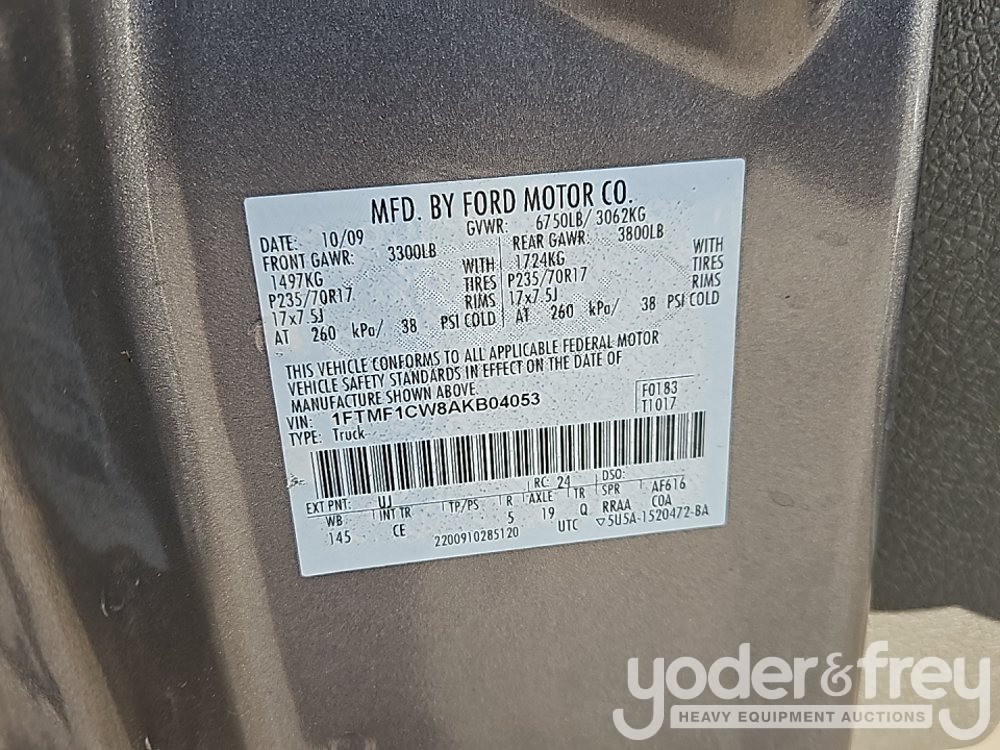 MFD. BY FORD MOTOR CO.
DATE: 10/09 GVWR: 6750LB/ 3062KG
FRONT GAWR: 3300LB REAR GAWR: 3800LB
1497KG WITH 1724KG WITH
P235/70R17 TIRES P235/70R17 TIRES
17x7.5J RIMS 17x7.5J RIMS
AT 260 kPa/ 38 PSI COLD AT 260 kPa/ 38 PSI COLD
THIS VEHICLE CONFORMS TO ALL APPLICABLE FEDERAL MOTOR
VEHICLE SAFETY STANDARDS IN EFFECT ON THE DATE OF
MANUFACTURE SHOWN ABOVE.
VIN: 1FTMF1CW8AKB04053 F0183
TYPE: Truck T1017
EXT PNT: UJ RC: 24 DSO:
WB INT TR TP/PS R AXLE TR SPR AF616
145 CE 5 19 Q RRAA COA
2200910285120 UTC ▽5U5A-1520472-BA
yoder&frey
HEAVY EQUIPMENT AUCTIONS